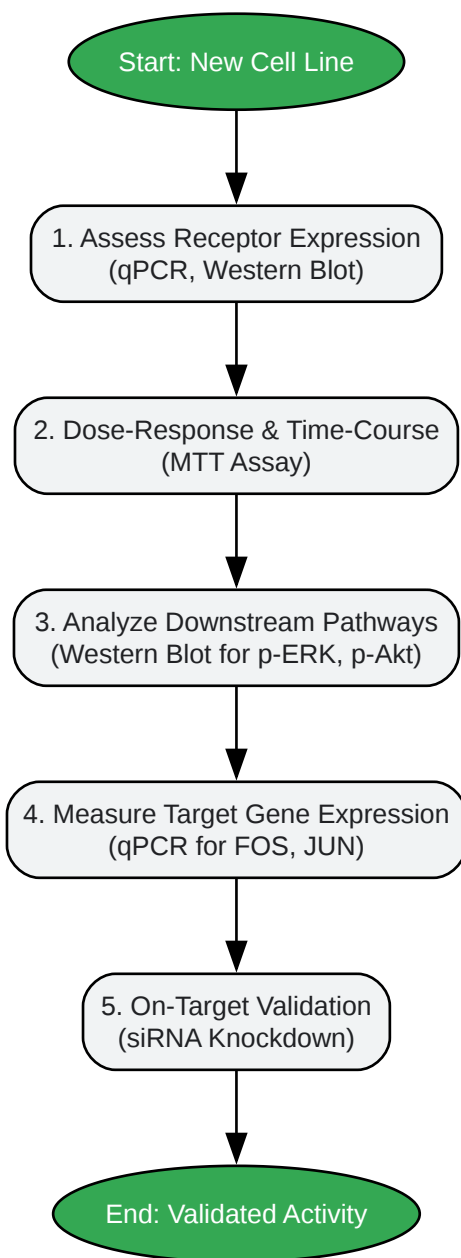 Start: New Cell Line
1. Assess Receptor Expression
(qPCR, Western Blot)
2. Dose-Response & Time-Course
(MTT Assay)
3. Analyze Downstream Pathways
(Western Blot for p-ERK, p-Akt)
4. Measure Target Gene Expression
(qPCR for FOS, JUN)
5. On-Target Validation
(siRNA Knockdown)
End: Validated Activity